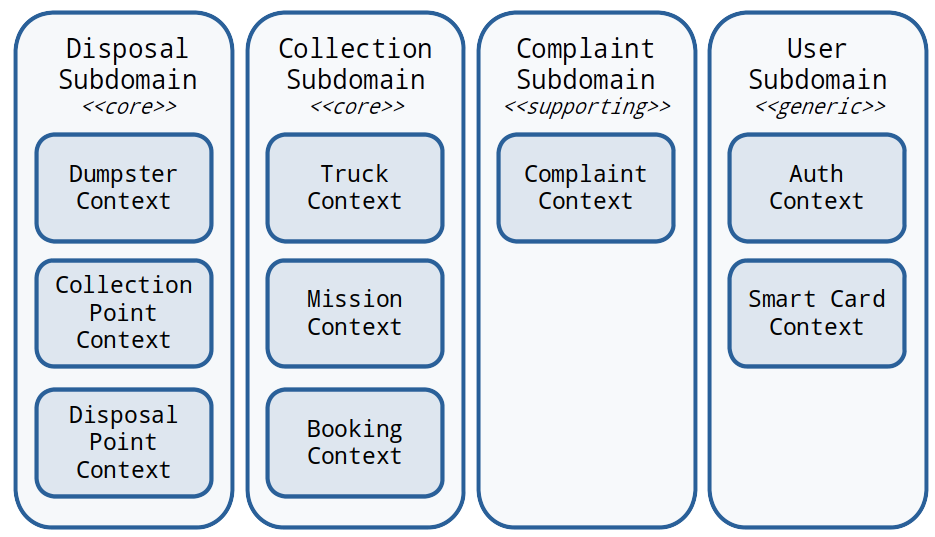 Disposal
Subdomain
<<core>>
Dumpster
Context
Collection
Point
Context
Disposal
Point
Context
Collection
Subdomain
<<core>>
Truck
Context
Mission
Context
Booking
Context
Complaint
Subdomain
<<supporting>>
Complaint
Context
User
Subdomain
<<generic>>
Auth
Context
Smart Card
Context